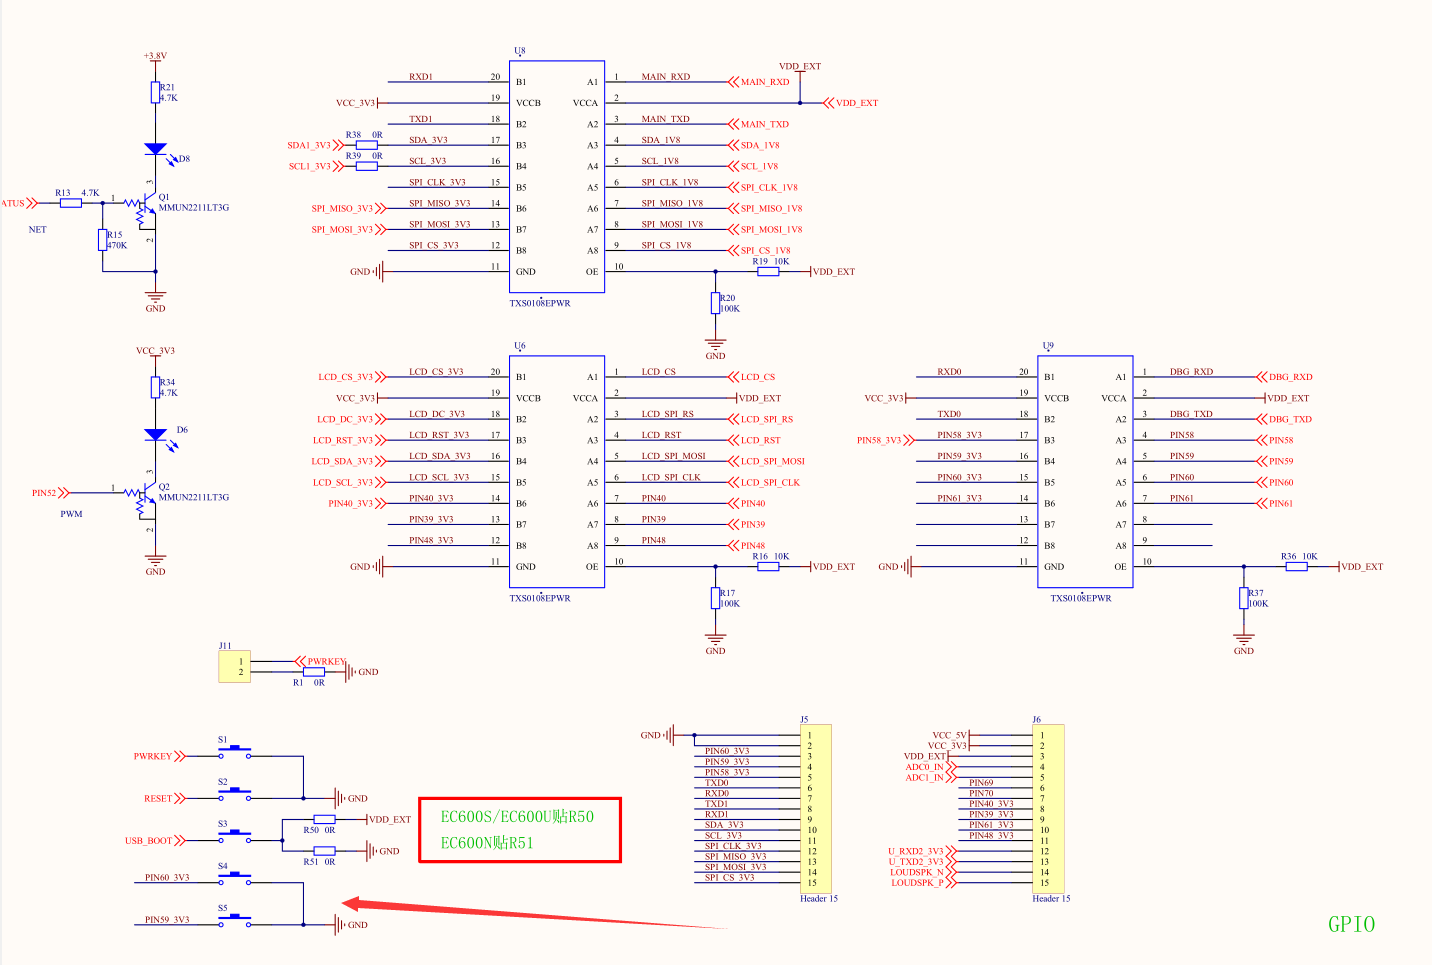 +3.8V
R21
4.7K
D8
3
Q1
MMUN2211LT3G
R13 4.7K
1
ATUS
NET
R15
470K
2
GND
VCC_3V3
R34
4.7K
D6
3
Q2
MMUN2211LT3G
PIN52
1
PWM
2
GND
U8
RXD1 20 B1 A1 1 MAIN_RXD MAIN_RXD
VDD_EXT
VCC_3V3 19 VCCB VCCA 2 VDD_EXT
TXD1 18 B2 A2 3 MAIN_TXD MAIN_TXD
R38 0R
SDA1_3V3 SDA_3V3 17 B3 A3 4 SDA_1V8 SDA_1V8
R39 0R
SCL1_3V3 SCL_3V3 16 B4 A4 5 SCL_1V8 SCL_1V8
SPI_CLK_3V3 15 B5 A5 6 SPI_CLK_1V8 SPI_CLK_1V8
SPI_MISO_3V3 SPI_MISO_3V3 14 B6 A6 7 SPI_MISO_1V8 SPI_MISO_1V8
SPI_MOSI_3V3 SPI_MOSI_3V3 13 B7 A7 8 SPI_MOSI_1V8 SPI_MOSI_1V8
SPI_CS_3V3 12 B8 A8 9 SPI_CS_1V8 SPI_CS_1V8
GND 11 GND OE 10 R19 10K VDD_EXT
TXS0108EPWR
R20
100K
GND
U6
LCD_CS_3V3 LCD_CS_3V3 20 B1 A1 1 LCD_CS LCD_CS
VCC_3V3 19 VCCB VCCA 2 VDD_EXT
LCD_DC_3V3 LCD_DC_3V3 18 B2 A2 3 LCD_SPI_RS LCD_SPI_RS
LCD_RST_3V3 LCD_RST_3V3 17 B3 A3 4 LCD_RST LCD_RST
LCD_SDA_3V3 LCD_SDA_3V3 16 B4 A4 5 LCD_SPI_MOSI LCD_SPI_MOSI
LCD_SCL_3V3 LCD_SCL_3V3 15 B5 A5 6 LCD_SPI_CLK LCD_SPI_CLK
PIN40_3V3 PIN40_3V3 14 B6 A6 7 PIN40 PIN40
PIN39_3V3 13 B7 A7 8 PIN39 PIN39
PIN48_3V3 12 B8 A8 9 PIN48 PIN48
GND 11 GND OE 10 R16 10K VDD_EXT
TXS0108EPWR
R17
100K
GND
U9
RXD0 20 B1 A1 1 DBG_RXD DBG_RXD
VCC_3V3 19 VCCB VCCA 2 VDD_EXT
TXD0 18 B2 A2 3 DBG_TXD DBG_TXD
PIN58_3V3 PIN58_3V3 17 B3 A3 4 PIN58 PIN58
PIN59_3V3 16 B4 A4 5 PIN59 PIN59
PIN60_3V3 15 B5 A5 6 PIN60 PIN60
PIN61_3V3 14 B6 A6 7 PIN61 PIN61
13 B7 A7 8
12 B8 A8 9
GND 11 GND OE 10 R36 10K VDD_EXT
TXS0108EPWR
R37
100K
GND
J11
1 PWRKEY
2 GND
R1 0R
S1
PWRKEY
S2
RESET GND
S3
USB_BOOT
VDD_EXT
R50 0R
GND
R51 0R
S4
PIN60_3V3
S5
PIN59_3V3 GND
EC600S/EC600U贴R50
EC600N贴R51
J5
GND 1
2
PIN60_3V3 3
PIN59_3V3 4
PIN58_3V3 5
TXD0 6
RXD0 7
TXD1 8
RXD1 9
SDA_3V3 10
SCL_3V3 11
SPI_CLK_3V3 12
SPI_MISO_3V3 13
SPI_MOSI_3V3 14
SPI_CS_3V3 15
Header 15
J6
VCC_5V 1
VCC_3V3 2
VDD_EXT 3
ADC0_IN 4
ADC1_IN 5
PIN69 6
PIN70 7
PIN40_3V3 8
PIN39_3V3 9
PIN61_3V3 10
PIN48_3V3 11
U_RXD2_3V3 12
U_TXD2_3V3 13
LOUDSPK_N 14
LOUDSPK_P 15
Header 15
GPIO